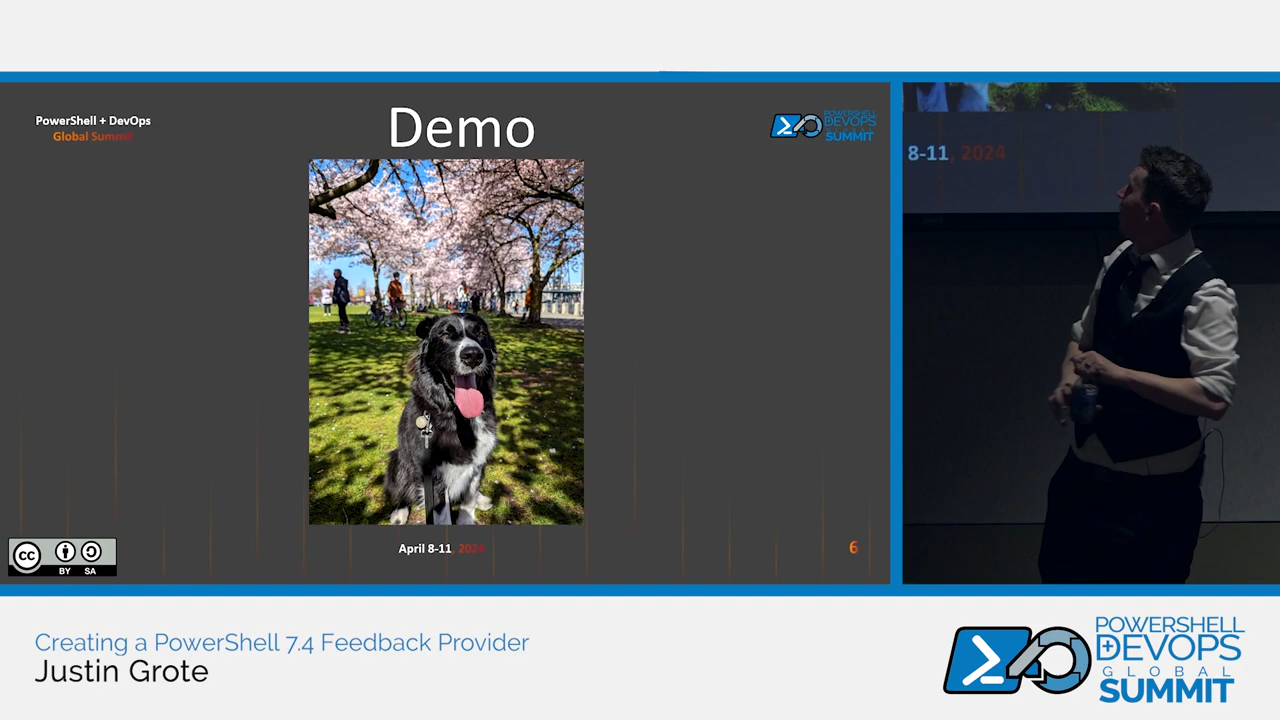 PowerShell + DevOps
Global Summit
Demo
POWERSHELL
DEVOPS
GLOBAL
SUMMIT
April 8-11, 2024
6
CC
BY SA
8-11, 2024
Creating a PowerShell 7.4 Feedback Provider
Justin Grote
POWERSHELL
DEVOPS
GLOBAL
SUMMIT